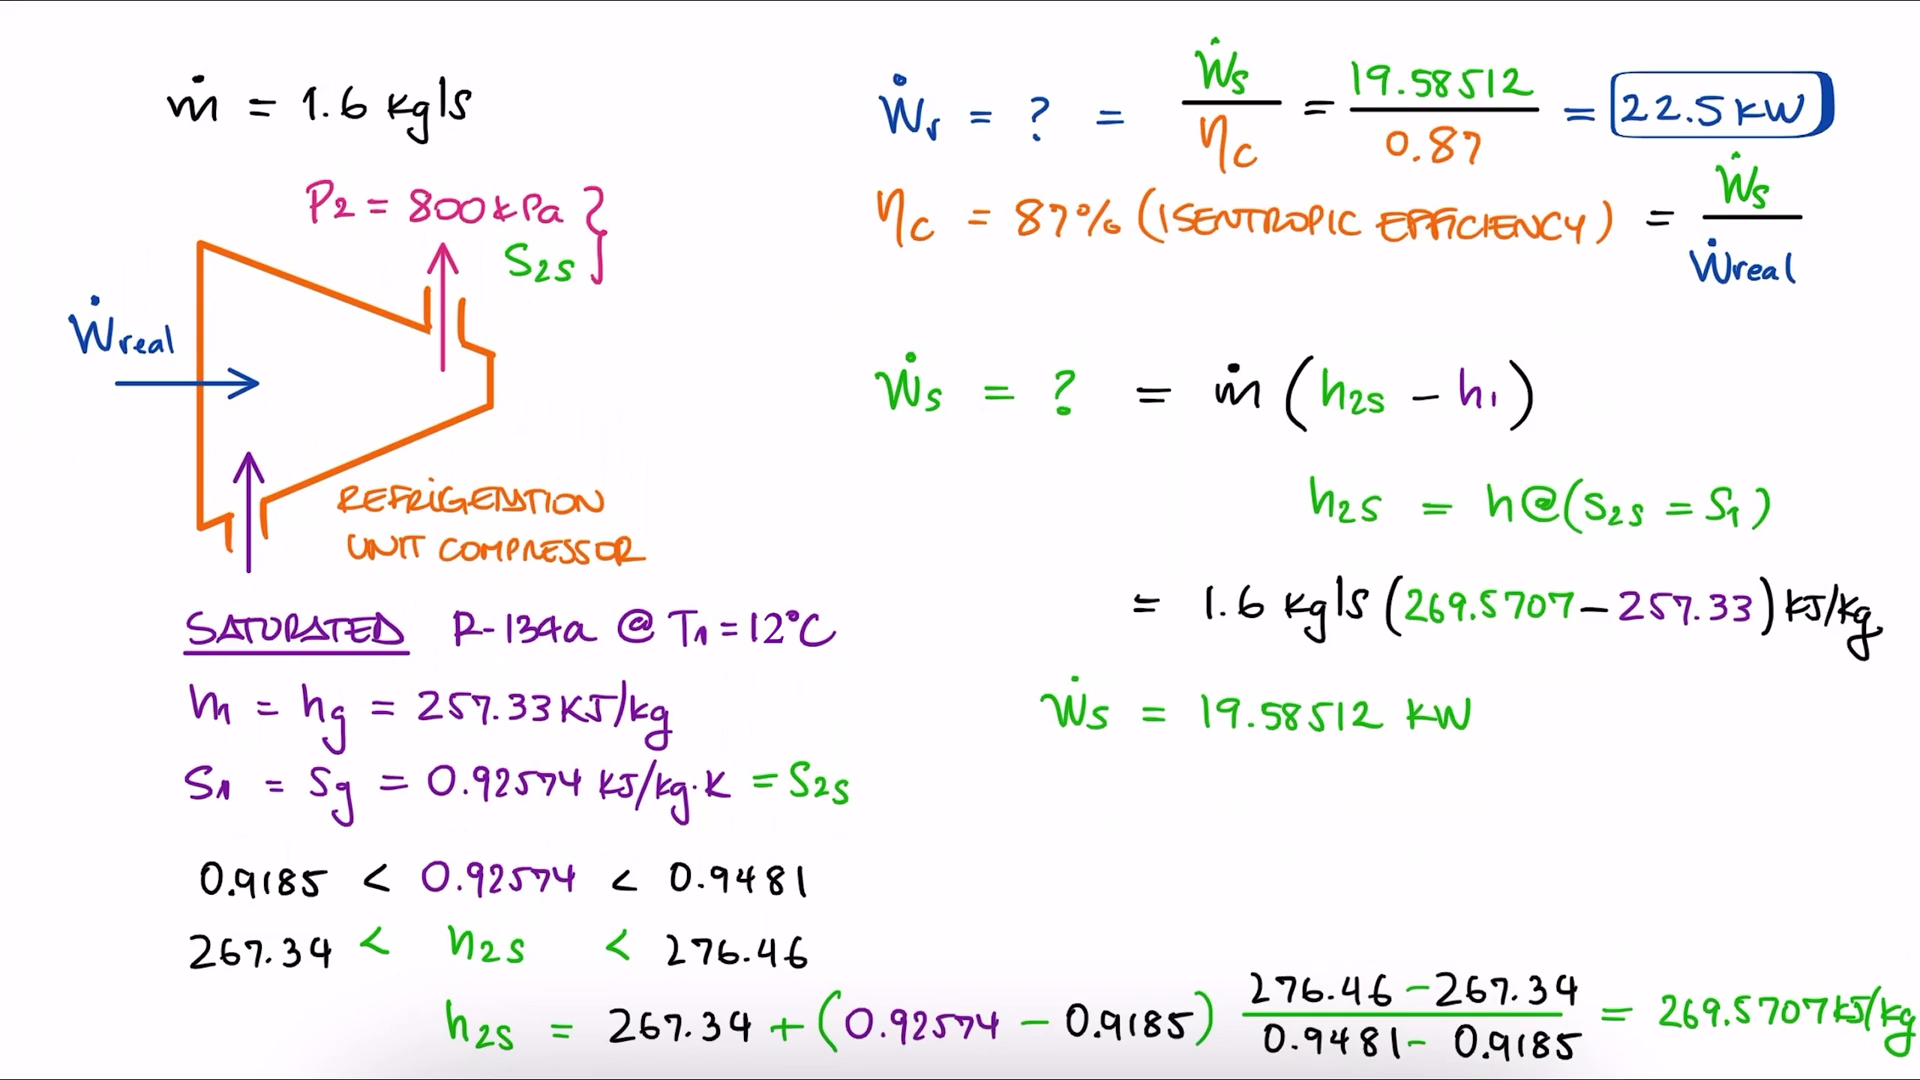 ṁ = 1.6 kg/s
P2 = 800 kPa
S2s
Ẇreal
REFRIGERATION
UNIT COMPRESSOR
SATURATED R-134a @ T1 = 12°C
h1 = hg = 257.33 KJ/kg
S1 = Sg = 0.92574 KJ/kg·K = S2s
0.9185 < 0.92574 < 0.9481
267.34 < h2s < 276.46
h2s = 267.34 + (0.92574 - 0.9185) (276.46 - 267.34)/(0.9481 - 0.9185) = 269.5707 KJ/kg
Ẇr = ? = Ẇs/ηc = 19.58512/0.87 = 22.5 KW
ηc = 87% (ISENTROPIC EFFICIENCY) = Ẇs/Ẇreal
Ẇs = ? = ṁ (h2s - h1)
h2s = h@(S2s = S1)
= 1.6 kg/s (269.5707 - 257.33) KJ/kg
Ẇs = 19.58512 KW